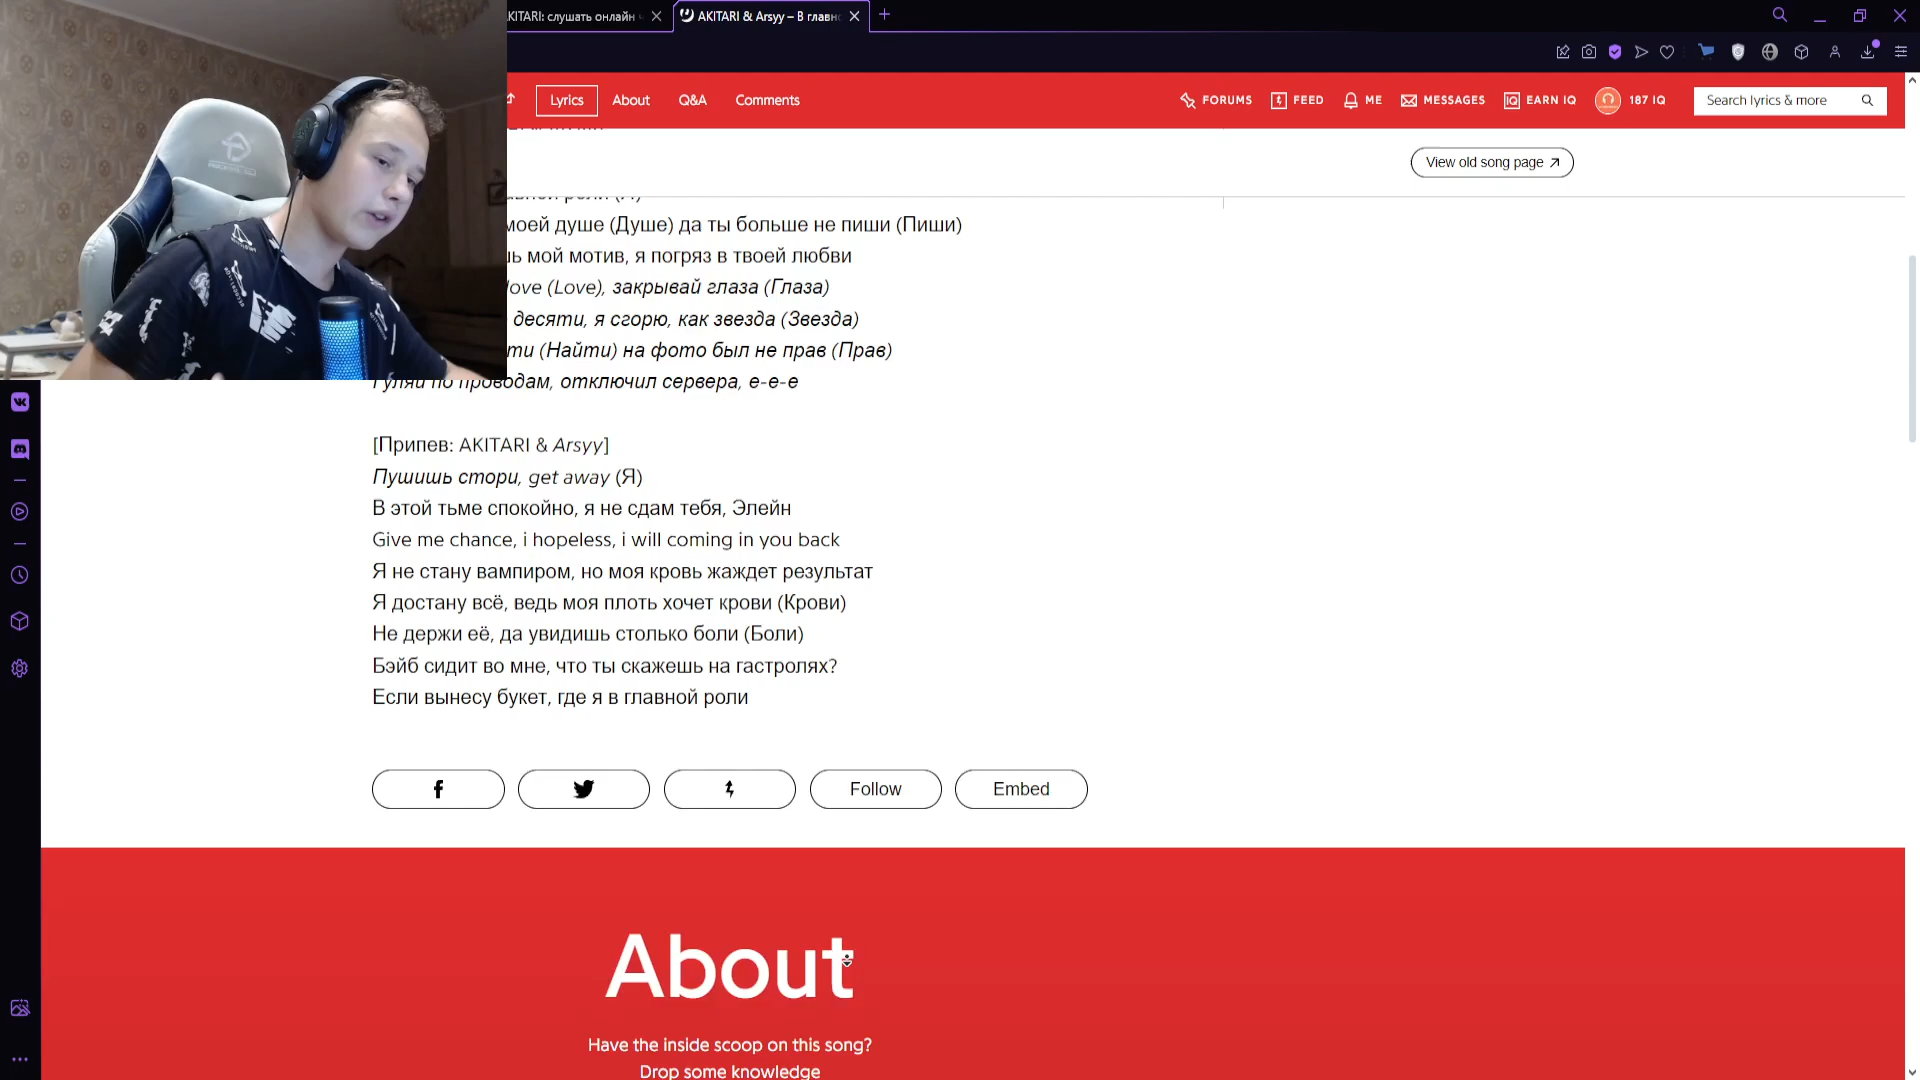 KITARI: слушать онлайн
AKITARI & Arsyy – В главн
Lyrics
About
Q&A
Comments
FORUMS
FEED
ME
MESSAGES
EARN IQ
187 IQ
Search lyrics & more
View old song page
моей душе (Душе) да ты больше не пиши (Пиши)
ь мой мотив, я погряз в твоей любви
love (Love), закрывай глаза (Глаза)
десяти, я сгорю, как звезда (Звезда)
ти (Найти) на фото был не прав (Прав)
Гуляй по проводам, отключил сервера, е-е-е
[Припев: AKITARI & Arsyy]
Пушишь стори, get away (Я)
В этой тьме спокойно, я не сдам тебя, Элейн
Give me chance, i hopeless, i will coming in you back
Я не стану вампиром, но моя кровь жаждет результат
Я достану всё, ведь моя плоть хочет крови (Крови)
Не держи её, да увидишь столько боли (Боли)
Бэйб сидит во мне, что ты скажешь на гастролях?
Если вынесу букет, где я в главной роли
Follow
Embed
About
Have the inside scoop on this song?
Drop some knowledge